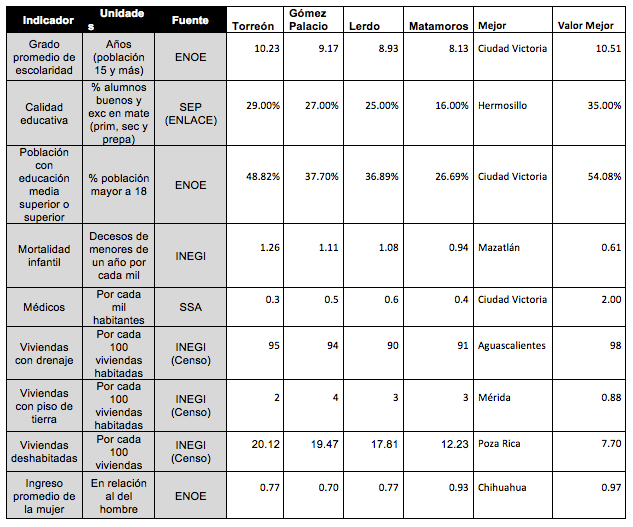 Indicador Unidades Fuente Torreón Gómez Palacio Lerdo Matamoros Mejor Valor Mejor
Grado promedio de escolaridad Años (población 15 y más) ENOE 10.23 9.17 8.93 8.13 Ciudad Victoria 10.51
Calidad educativa % alumnos buenos y exc en mate (prim, sec y prepa) SEP (ENLACE) 29.00% 27.00% 25.00% 16.00% Hermosillo 35.00%
Población con educación media superior o superior % población mayor a 18 ENOE 48.82% 37.70% 36.89% 26.69% Ciudad Victoria 54.08%
Mortalidad infantil Decesos de menores de un año por cada mil INEGI 1.26 1.11 1.08 0.94 Mazatlán 0.61
Médicos Por cada mil habitantes SSA 0.3 0.5 0.6 0.4 Ciudad Victoria 2.00
Viviendas con drenaje Por cada 100 viviendas habitadas INEGI (Censo) 95 94 90 91 Aguascalientes 98
Viviendas con piso de tierra Por cada 100 viviendas habitadas INEGI (Censo) 2 4 3 3 Mérida 0.88
Viviendas deshabitadas Por cada 100 viviendas INEGI (Censo) 20.12 19.47 17.81 12.23 Poza Rica 7.70
Ingreso promedio de la mujer En relación al del hombre ENOE 0.77 0.70 0.77 0.93 Chihuahua 0.97